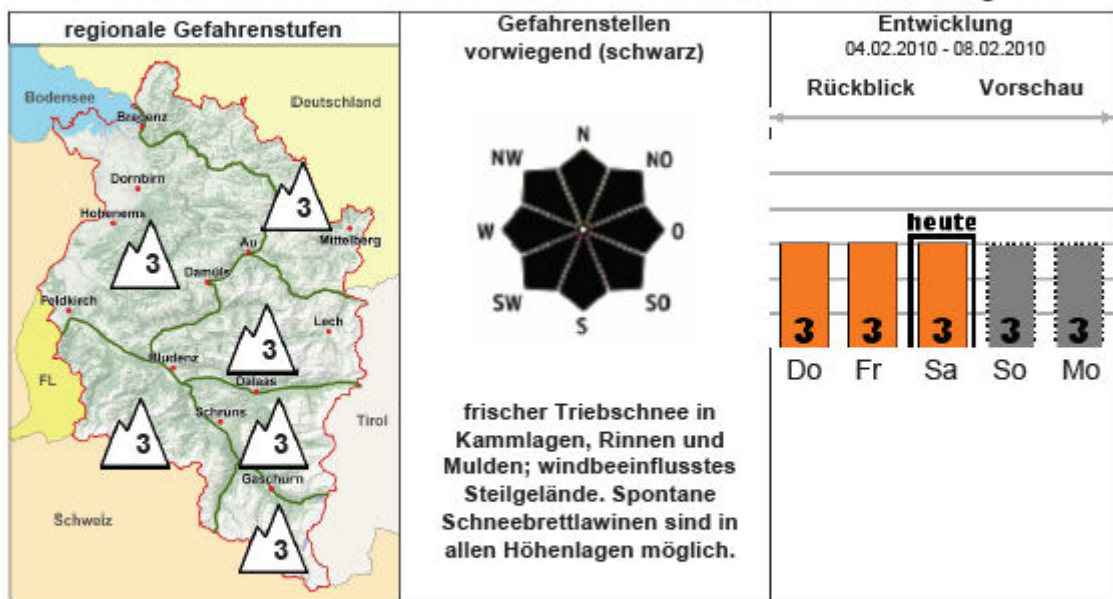 regionale Gefahrenstufen
Bodensee
Deutschland
Bregenz
Dornbirn
3
Hohenems
Mittelberg
Au
3
Damüls
Feldkirch
Lech
3
Bludenz
FL
Dalaas
Schruns
Tirol
3
3
Gaschurn
Schweiz
3
Gefahrenstellen
vorwiegend (schwarz)
N
NW
NO
W
O
SW
SO
S
frischer Triebschnee in
Kammlagen, Rinnen und
Mulden; windbeeinflusstes
Steilgelände. Spontane
Schneebrettlawinen sind in
allen Höhenlagen möglich.
Entwicklung
04.02.2010 - 08.02.2010
Rückblick Vorschau
heute
3 3 3 3 3
Do Fr Sa So Mo